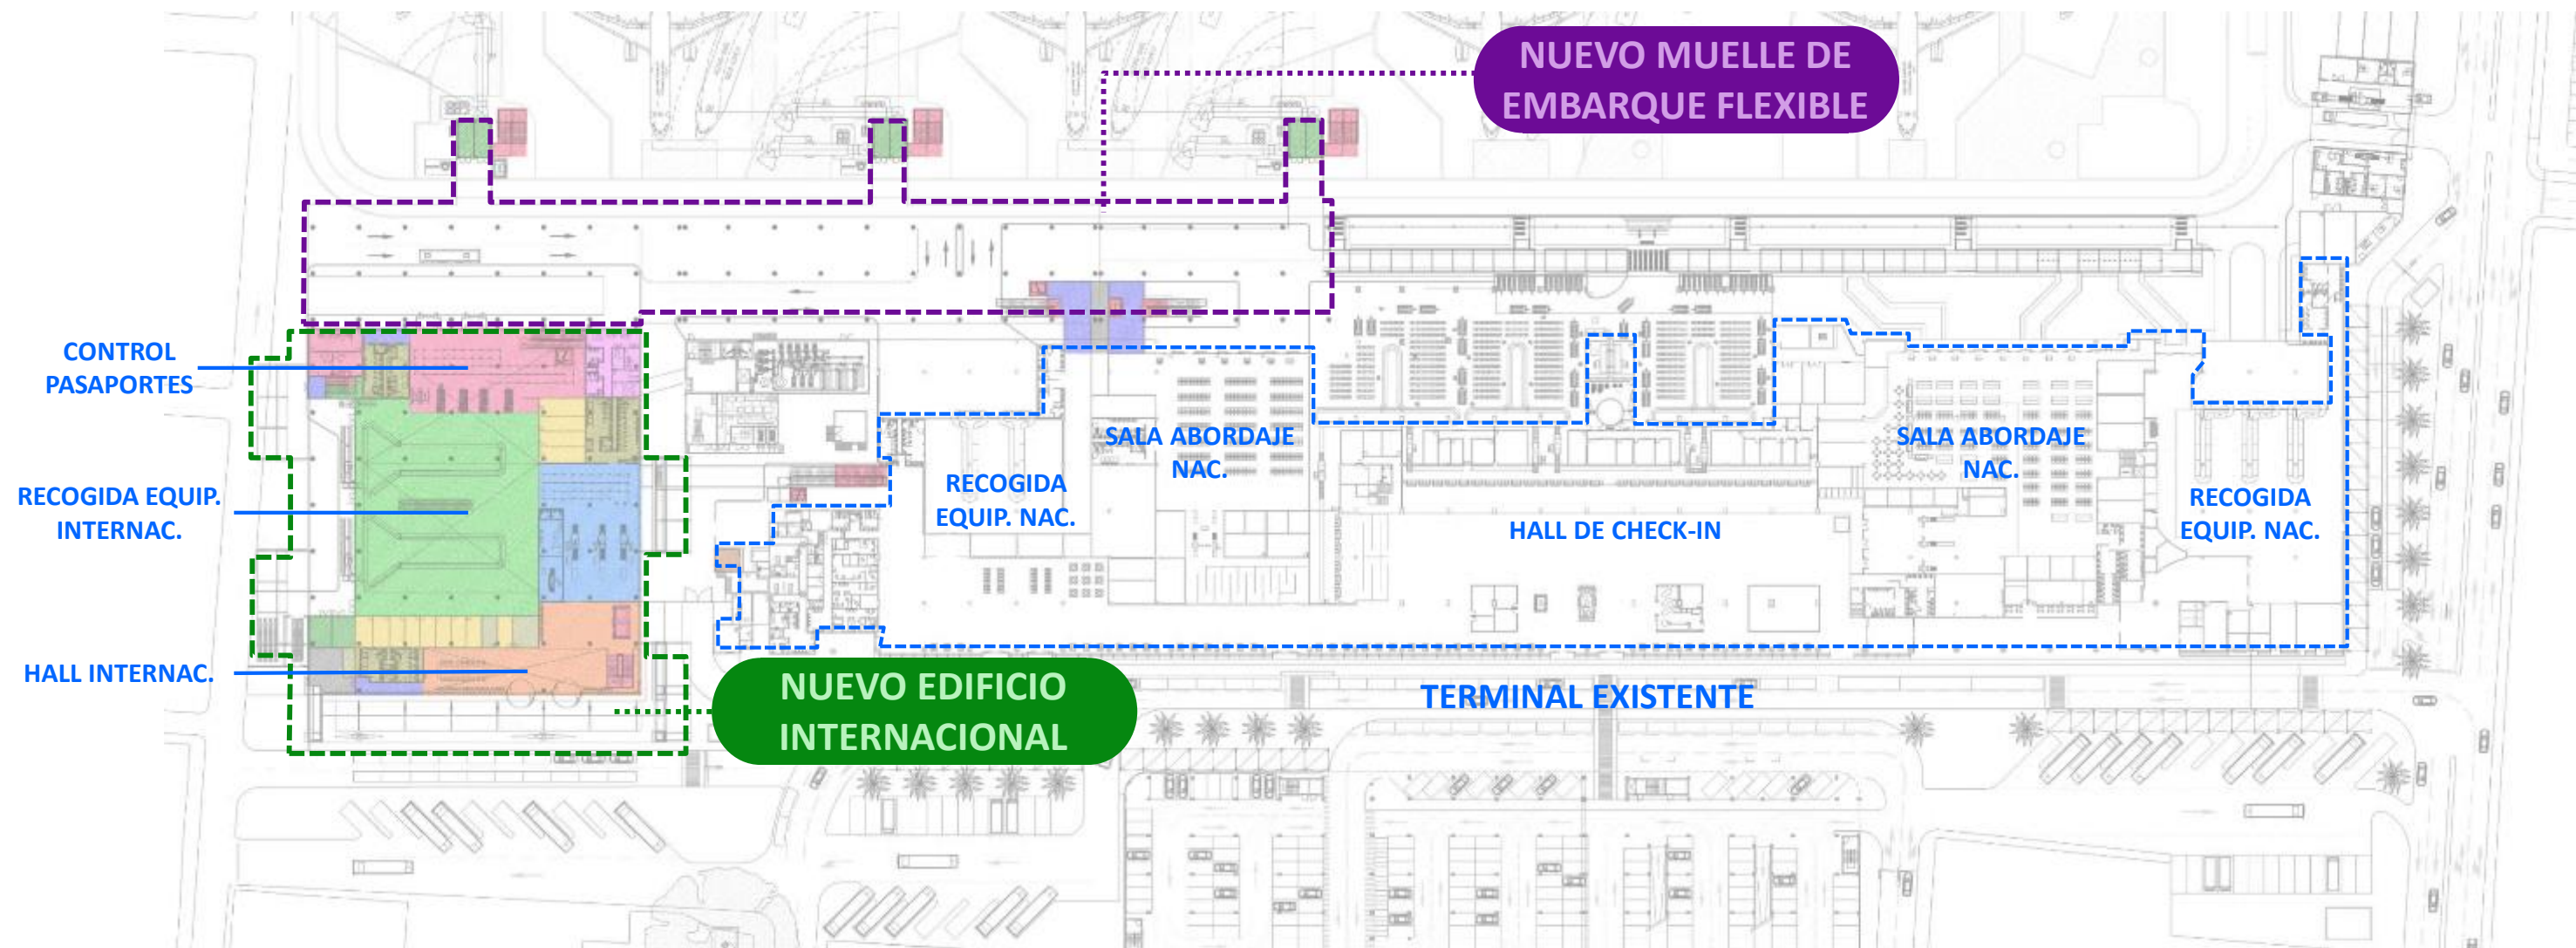 NUEVO MUELLE DE
EMBARQUE FLEXIBLE
CONTROL
PASAPORTES
RECOGIDA EQUIP.
INTERNAC.
HALL INTERNAC.
NUEVO EDIFICIO
INTERNACIONAL
RECOGIDA
EQUIP. NAC.
SALA ABORDAJE
NAC.
HALL DE CHECK-IN
SALA ABORDAJE
NAC.
RECOGIDA
EQUIP. NAC.
TERMINAL EXISTENTE